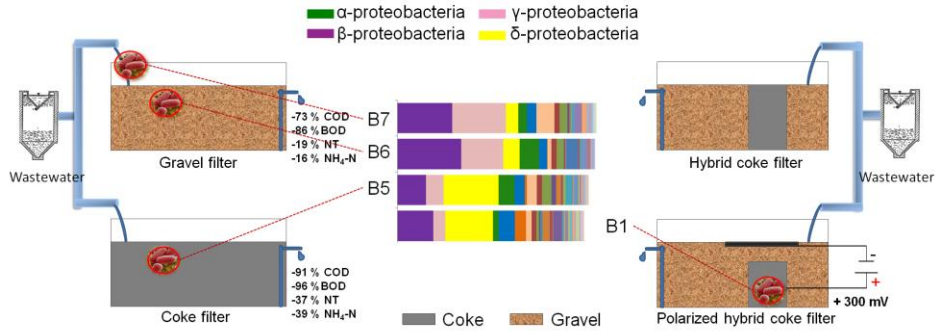 α-proteobacteria
γ-proteobacteria
β-proteobacteria
δ-proteobacteria
Wastewater
-73 % COD
-86 % BOD
-19 % NT
-16 % NH4-N
Gravel filter
B7
B6
B5
B1
Hybrid coke filter
Wastewater
-91 % COD
-96 % BOD
-37 % NT
-39 % NH4-N
Coke filter
Coke
Gravel
-
+
+ 300 mV
Polarized hybrid coke filter